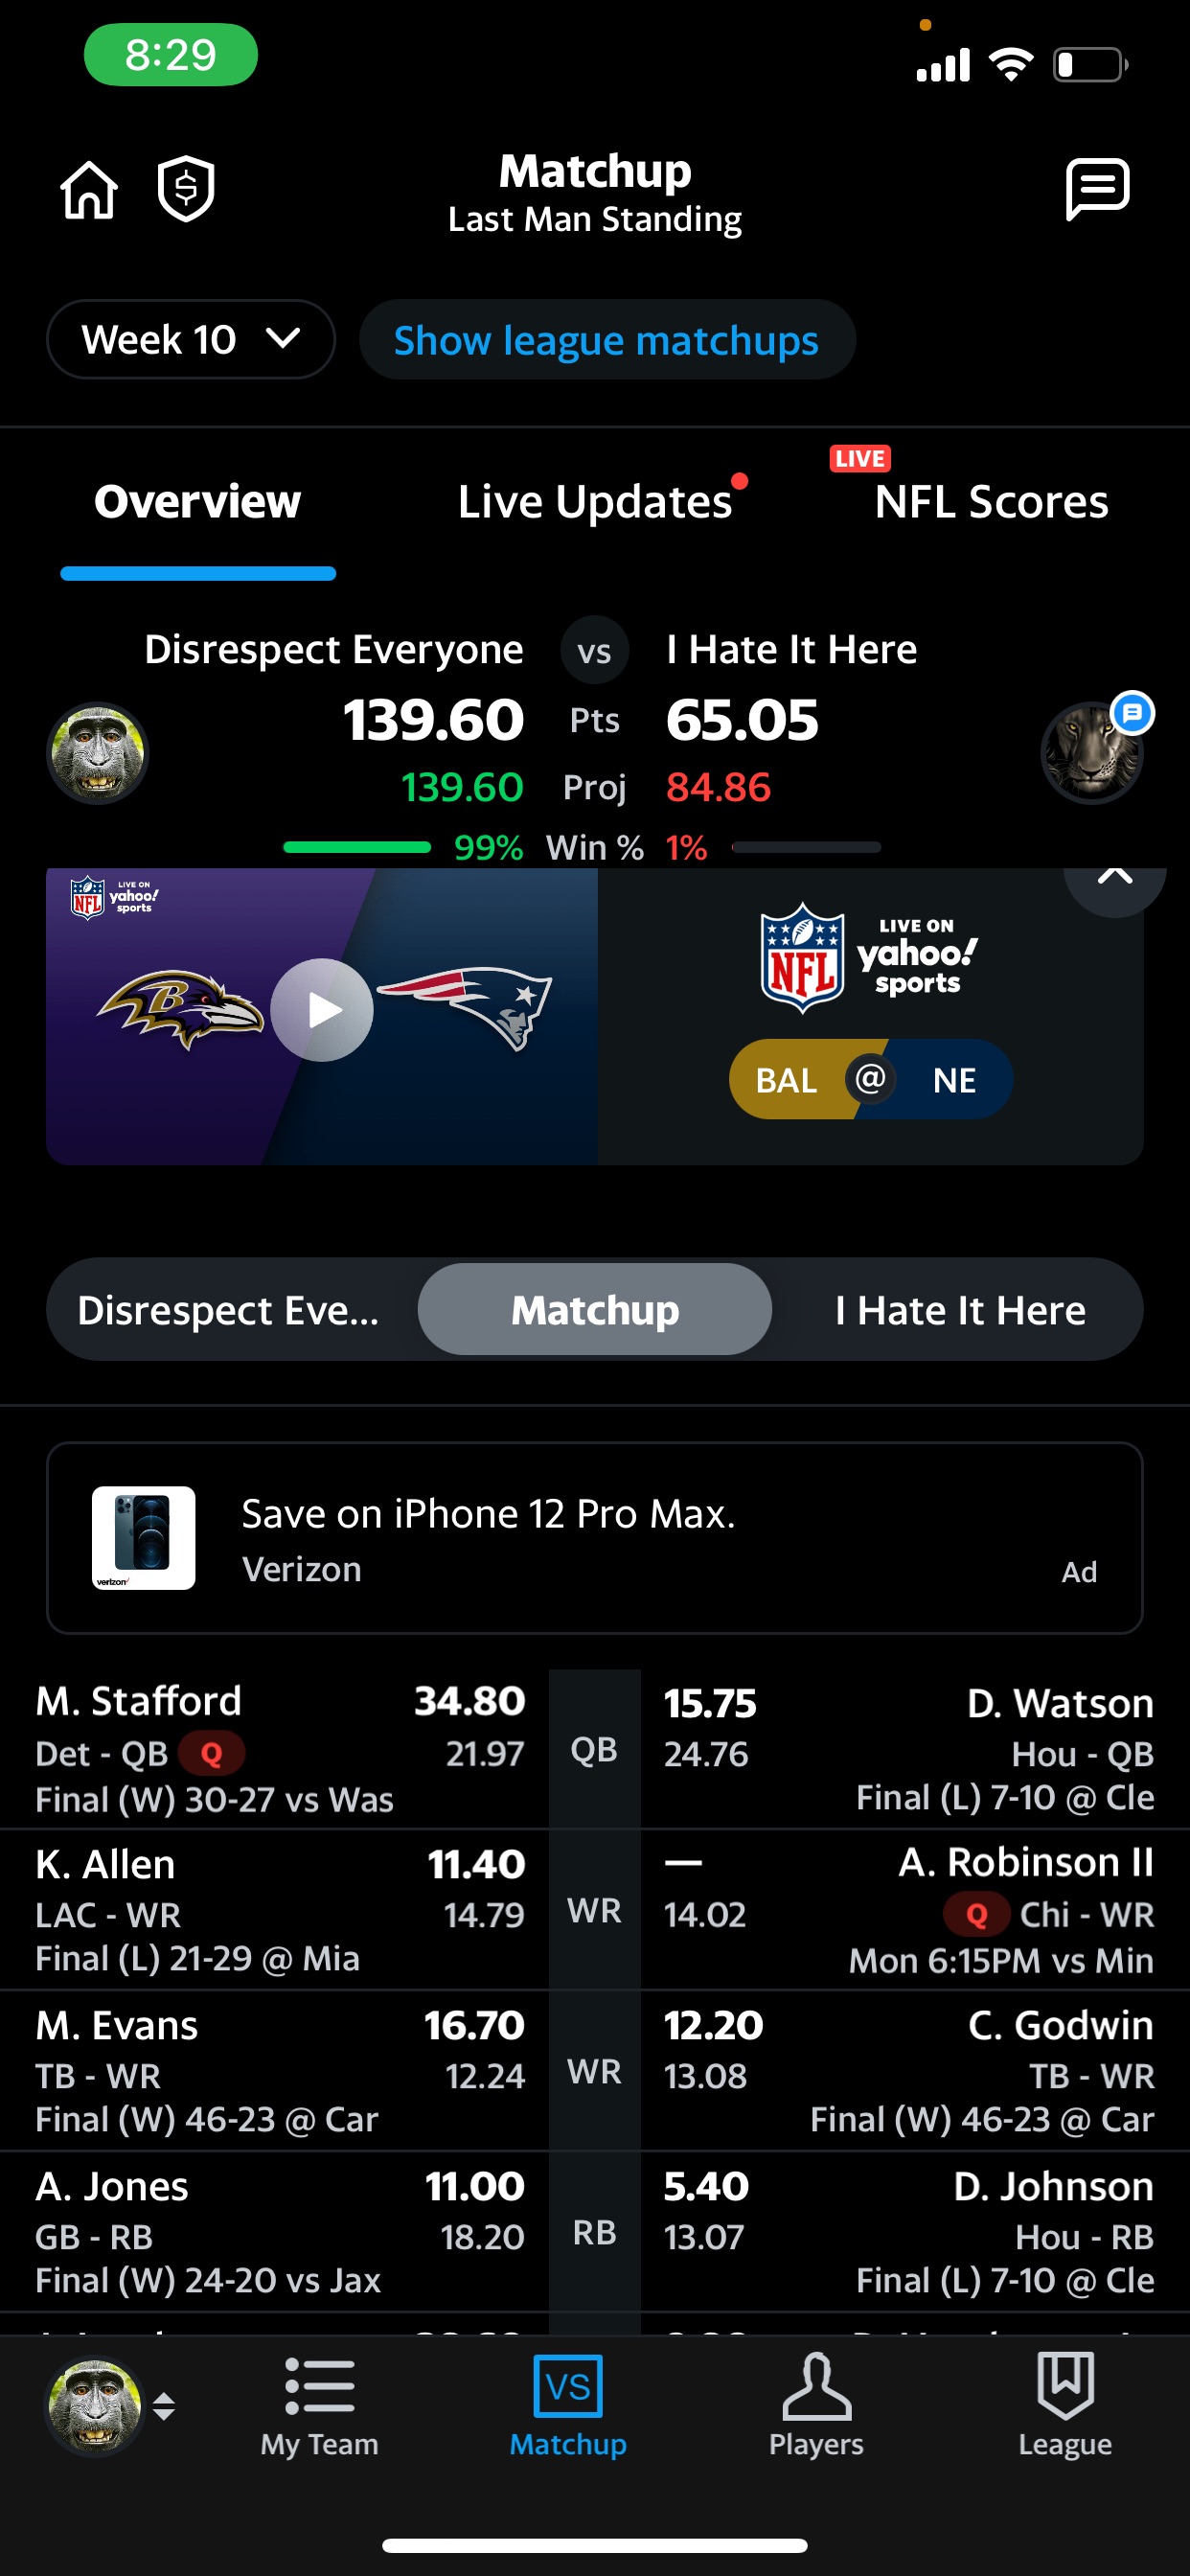 8:29
Matchup
Last Man Standing
Week 10
Show league matchups
Overview
Live Updates
LIVE
NFL Scores
Disrespect Everyone vs I Hate It Here
139.60 Pts 65.05
139.60 Proj 84.86
99% Win % 1%
NFL
LIVE ON
yahoo!
sports
B
NFL
LIVE ON
yahoo!
sports
BAL @ NE
Disrespect Eve... Matchup I Hate It Here
Save on iPhone 12 Pro Max.
Verizon
Ad
verizon
M. Stafford 34.80 QB 15.75 D. Watson
Det - QB Q 21.97 24.76 Hou - QB
Final (W) 30-27 vs Was Final (L) 7-10 @ Cle
K. Allen 11.40 WR — A. Robinson II
LAC - WR 14.79 14.02 Q Chi - WR
Final (L) 21-29 @ Mia Mon 6:15PM vs Min
M. Evans 16.70 WR 12.20 C. Godwin
TB - WR 12.24 13.08 TB - WR
Final (W) 46-23 @ Car Final (W) 46-23 @ Car
A. Jones 11.00 RB 5.40 D. Johnson
GB - RB 18.20 13.07 Hou - RB
Final (W) 24-20 vs Jax Final (L) 7-10 @ Cle
My Team
VS
Matchup
Players
League